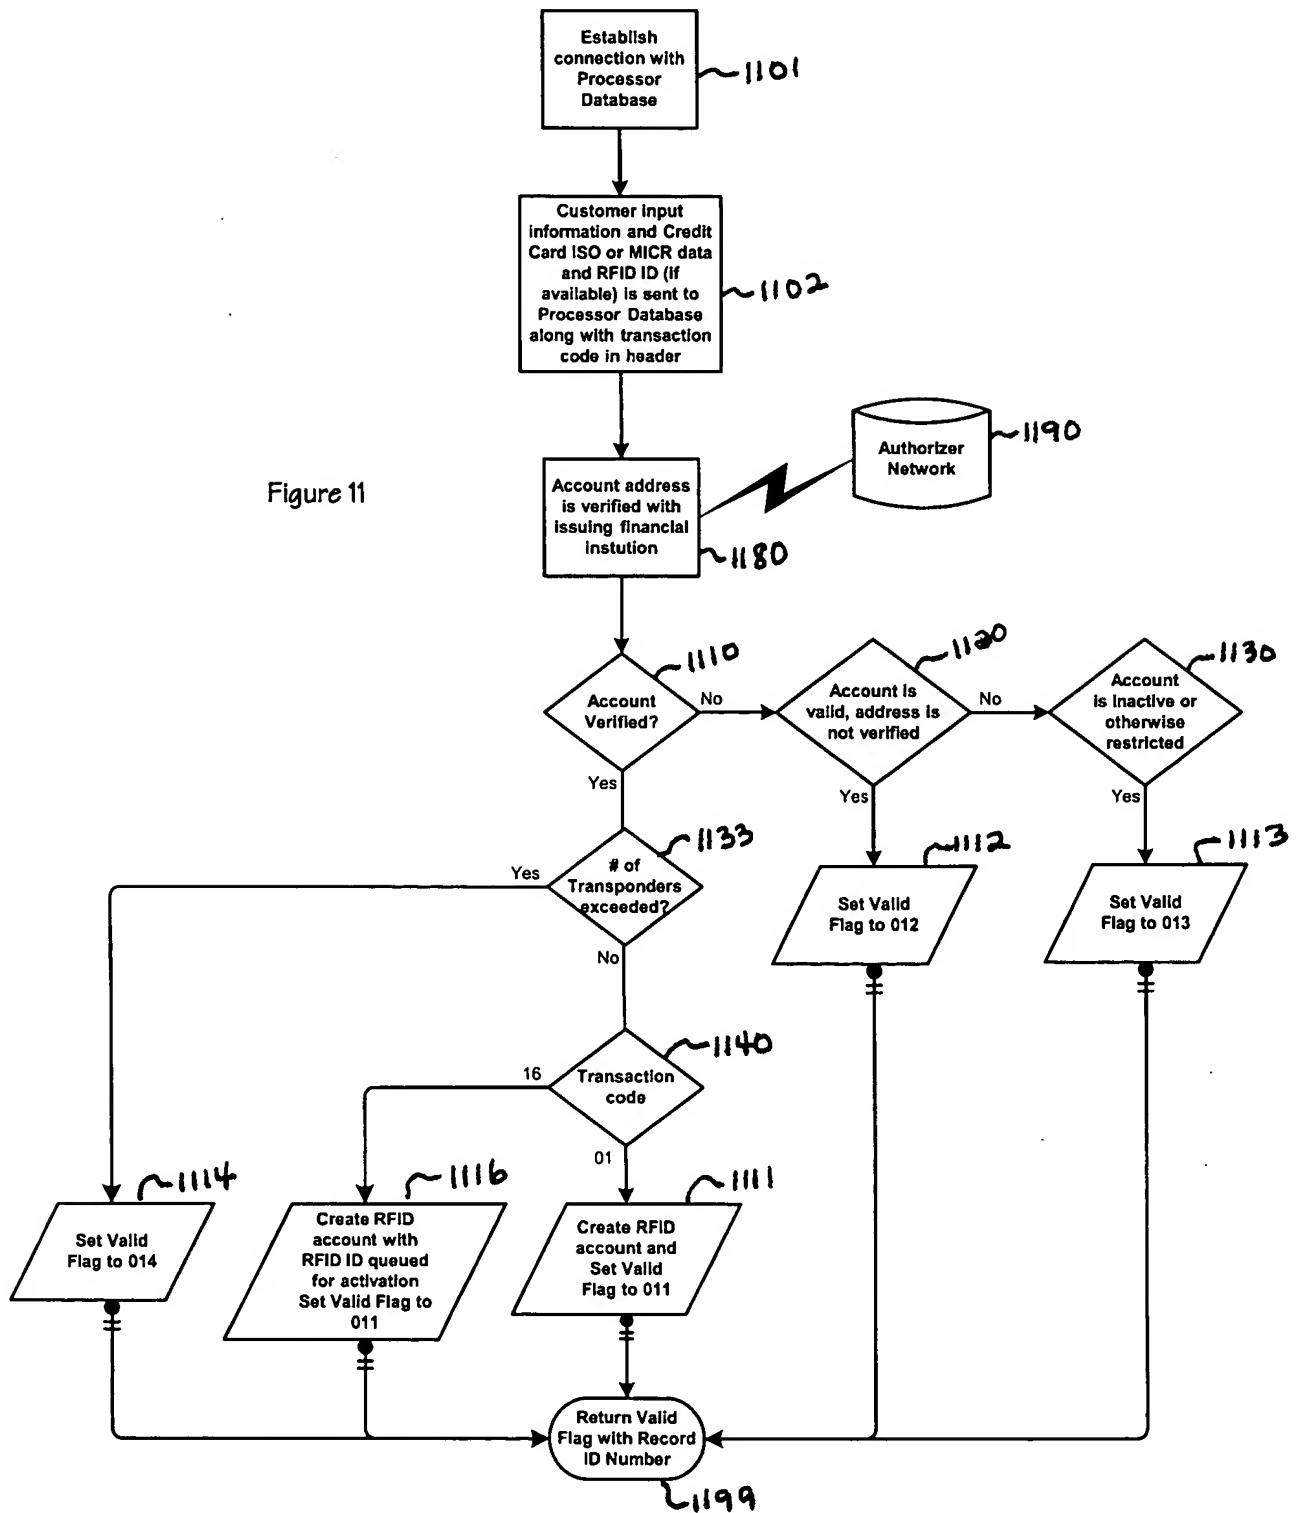 Establish
connection with
Processor
Database
1101
Customer input
information and Credit
Card ISO or MICR data
and RFID ID (if
available) is sent to
Processor Database
along with transaction
code in header
1102
Authorizer
Network
1190
Figure 11
Account address
is verified with
issuing financial
instution
1180
1110
Account
Verified?
No
Yes
1120
Account is
valid, address is
not verified
No
Yes
1130
Account
is inactive or
otherwise
restricted
Yes
1133
# of
Transponders
exceeded?
Yes
No
1112
Set Valid
Flag to 012
1113
Set Valid
Flag to 013
1140
Transaction
code
16
01
1114
Set Valid
Flag to 014
1116
Create RFID
account with
RFID ID queued
for activation
Set Valid Flag to
011
1111
Create RFID
account and
Set Valid
Flag to 011
Return Valid
Flag with Record
ID Number
1199